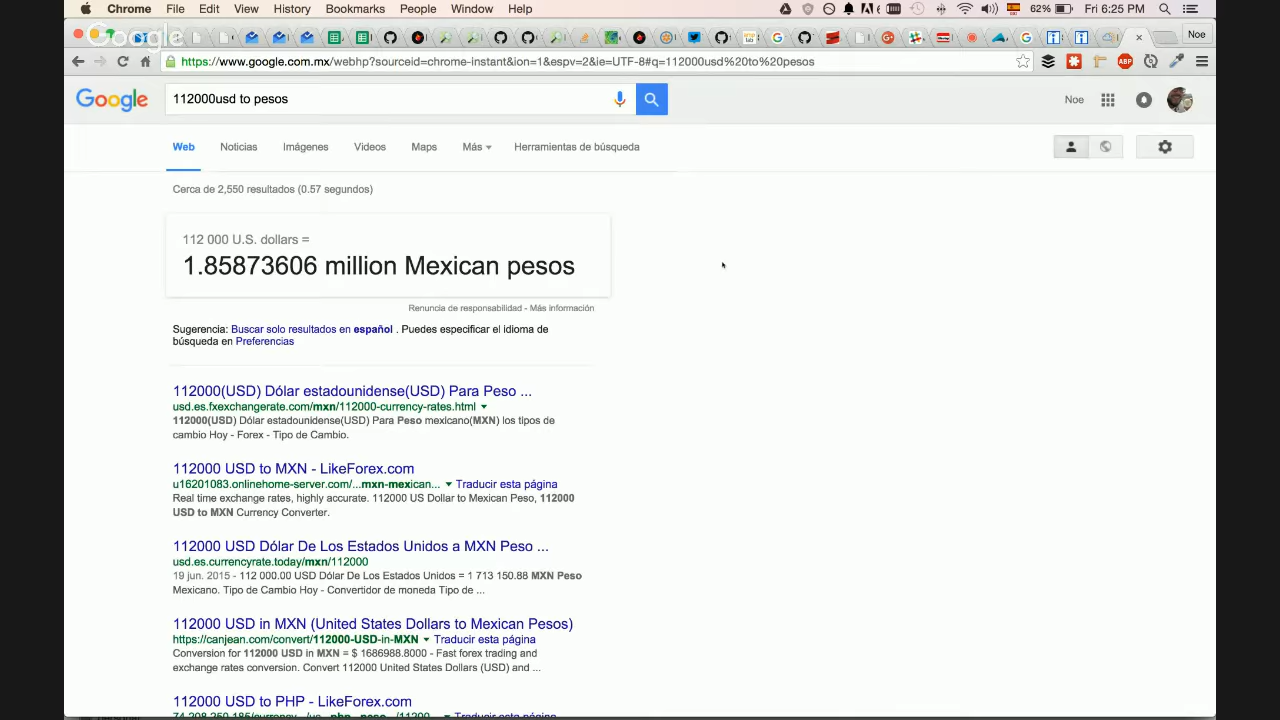 Chrome File Edit View History Bookmarks People Window Help 62% Fri 6:25 PM
Google
Noe
https://www.google.com.mx/webhp?sourceid=chrome-instant&ion=1&espv=2&ie=UTF-8#q=112000usd%20to%20pesos
ABP
Google 112000usd to pesos Noe
Web Noticias Imágenes Videos Maps Más Herramientas de búsqueda
Cerca de 2,550 resultados (0.57 segundos)
112 000 U.S. dollars =
1.85873606 million Mexican pesos
Renuncia de responsabilidad - Más información
Sugerencia: Buscar solo resultados en español . Puedes especificar el idioma de
búsqueda en Preferencias
112000(USD) Dólar estadounidense(USD) Para Peso ...
usd.es.fxexchangerate.com/mxn/112000-currency-rates.html
112000(USD) Dólar estadounidense(USD) Para Peso mexicano(MXN) los tipos de
cambio Hoy - Forex - Tipo de Cambio.
112000 USD to MXN - LikeForex.com
u16201083.onlinehome-server.com/...mxn-mexican... Traducir esta página
Real time exchange rates, highly accurate. 112000 US Dollar to Mexican Peso, 112000
USD to MXN Currency Converter.
112000 USD Dólar De Los Estados Unidos a MXN Peso ...
usd.es.currencyrate.today/mxn/112000
19 jun. 2015 - 112 000.00 USD Dólar De Los Estados Unidos = 1 713 150.88 MXN Peso
Mexicano. Tipo de Cambio Hoy - Convertidor de moneda Tipo de ...
112000 USD in MXN (United States Dollars to Mexican Pesos)
https://canjean.com/convert/112000-USD-in-MXN Traducir esta página
Conversion for 112000 USD in MXN = $ 1686988.8000 - Fast forex trading and
exchange rates conversion. Convert 112000 United States Dollars (USD) and ...
112000 USD to PHP - LikeForex.com
Traducir esta página